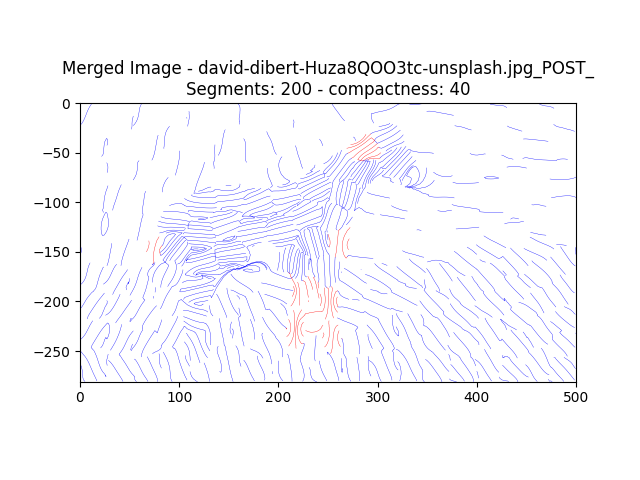 Merged Image - david-dibert-Huza8QOO3tc-unsplash.jpg_POST_
Segments: 200 - compactness: 40
0
−50
−100
−150
−200
−250
0 100 200 300 400 500